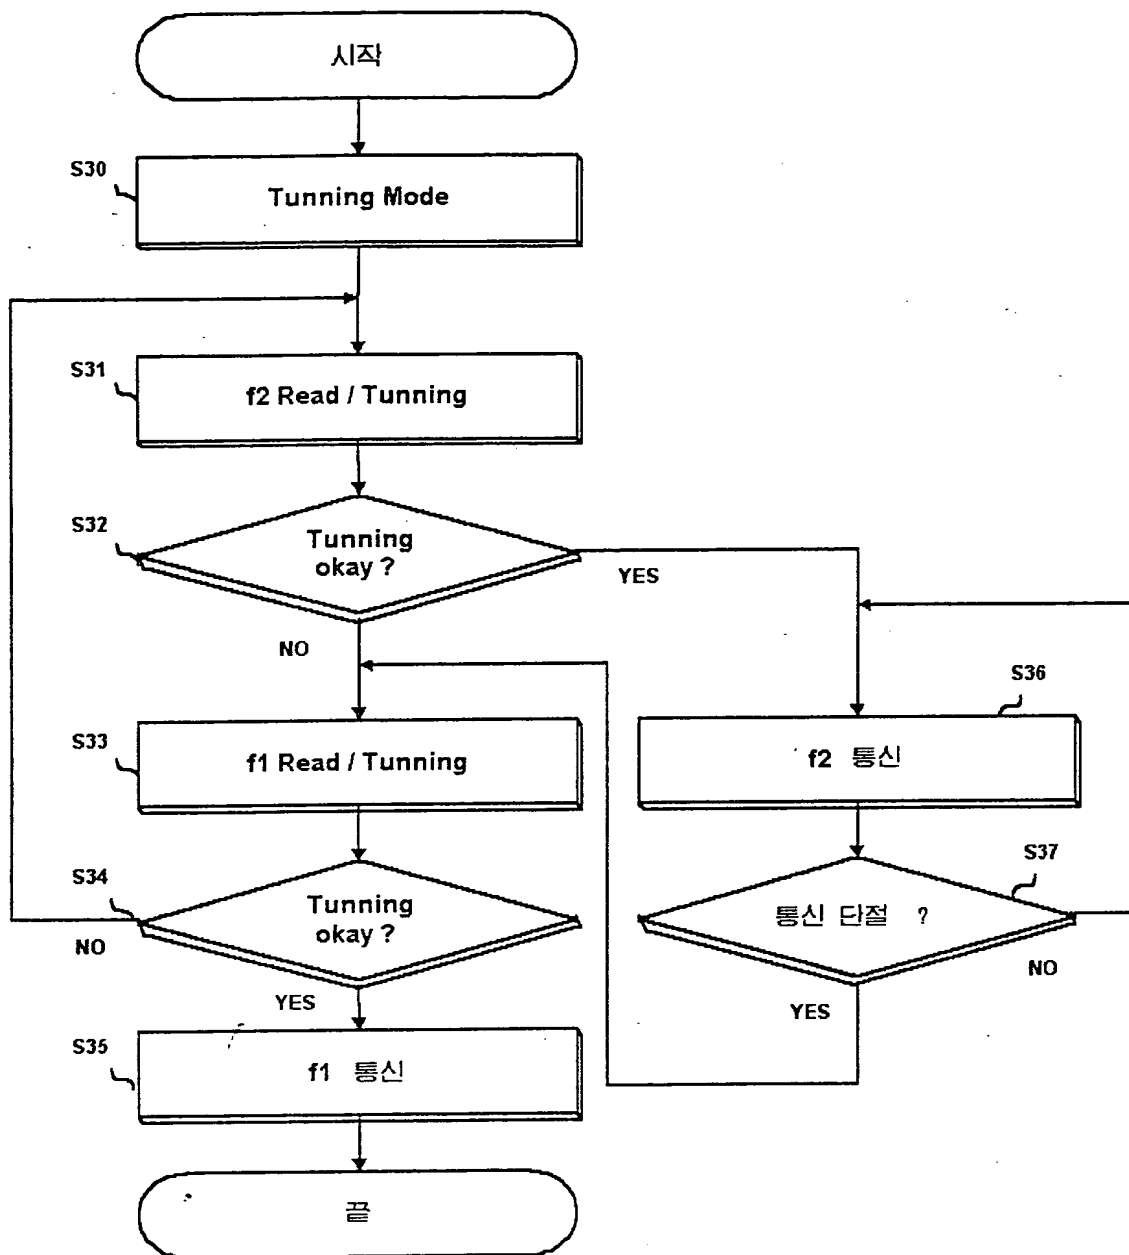 시작
S30
Tunning Mode
S31
f2 Read / Tunning
S32
Tunning
okay ?
YES
NO
S33
f1 Read / Tunning
S36
f2 통신
S34
Tunning
okay ?
NO
YES
S37
통신 단절 ?
NO
YES
S35
f1 통신
끝